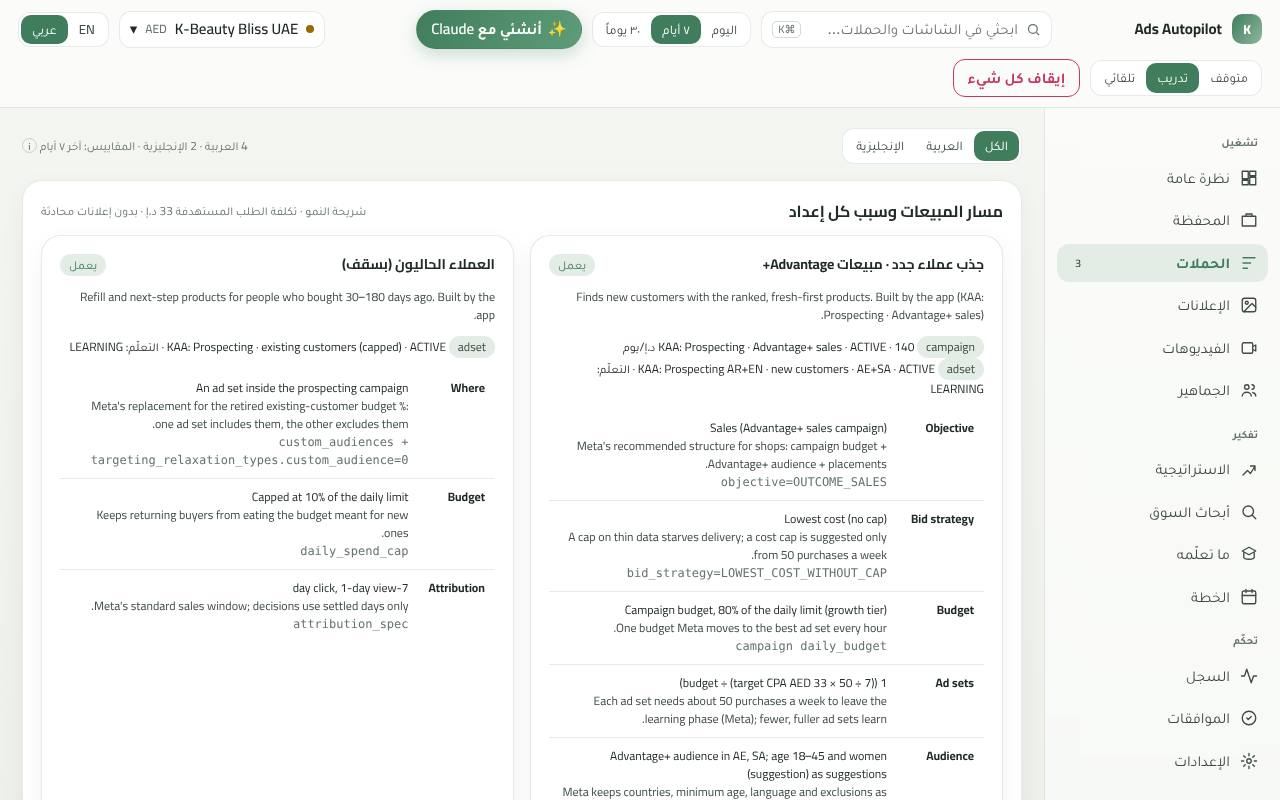 K
Ads Autopilot
ابحثي في الشاشات والحملات...
⌘K
اليوم
٧ أيام
٣٠ يوماً
✨ أنشئي مع Claude
K-Beauty Bliss UAE AED ▾
EN
عربي
متوقف
تدريب
تلقائي
إيقاف كل شيء
تشغيل
نظرة عامة
المحفظة
الحملات
3
الإعلانات
الفيديوهات
الجماهير
تفكير
الاستراتيجية
أبحاث السوق
ما تعلّمه
الخطة
تحكّم
السجل
الموافقات
الإعدادات
الكل
العربية
الإنجليزية
4 العربية · 2 الإنجليزية · المقاييس: آخر ٧ أيام
i
مسار المبيعات وسبب كل إعداد
شريحة النمو · تكلفة الطلب المستهدفة 33 د.إ · بدون إعلانات محادثة
جذب عملاء جدد · مبيعات Advantage+
يعمل
Finds new customers with the ranked, fresh-first products. Built by the app (KAA:
Prospecting · Advantage+ sales).
campaign KAA: Prospecting · Advantage+ sales · ACTIVE · 140 د.إ/يوم
adset KAA: Prospecting AR+EN · new customers · AE+SA · ACTIVE · التعلّم:
LEARNING
Objective
Sales (Advantage+ sales campaign)
Meta's recommended structure for shops: campaign budget +
Advantage+ audience + placements.
objective=OUTCOME_SALES
Bid strategy
Lowest cost (no cap)
A cap on thin data starves delivery; a cost cap is suggested only
from 50 purchases a week.
bid_strategy=LOWEST_COST_WITHOUT_CAP
Budget
Campaign budget, 80% of the daily limit (growth tier)
One budget Meta moves to the best ad set every hour.
campaign daily_budget
Ad sets
1 (budget ÷ (target CPA AED 33 × 50 ÷ 7))
Each ad set needs about 50 purchases a week to leave the
learning phase (Meta); fewer, fuller ad sets learn.
Audience
Advantage+ audience in AE, SA; age 18–45 and women
(suggestion) as suggestions
Meta keeps countries, minimum age, language and exclusions as
العملاء الحاليون (بسقف)
يعمل
Refill and next-step products for people who bought 30–180 days ago. Built by the
app.
adset KAA: Prospecting · existing customers (capped) · ACTIVE · التعلّم: LEARNING
Where
An ad set inside the prospecting campaign
Meta's replacement for the retired existing-customer budget %:
one ad set includes them, the other excludes them.
custom_audiences +
targeting_relaxation_types.custom_audience=0
Budget
Capped at 10% of the daily limit
Keeps returning buyers from eating the budget meant for new
ones.
daily_spend_cap
Attribution
7-day click, 1-day view
Meta's standard sales window; decisions use settled days only.
attribution_spec